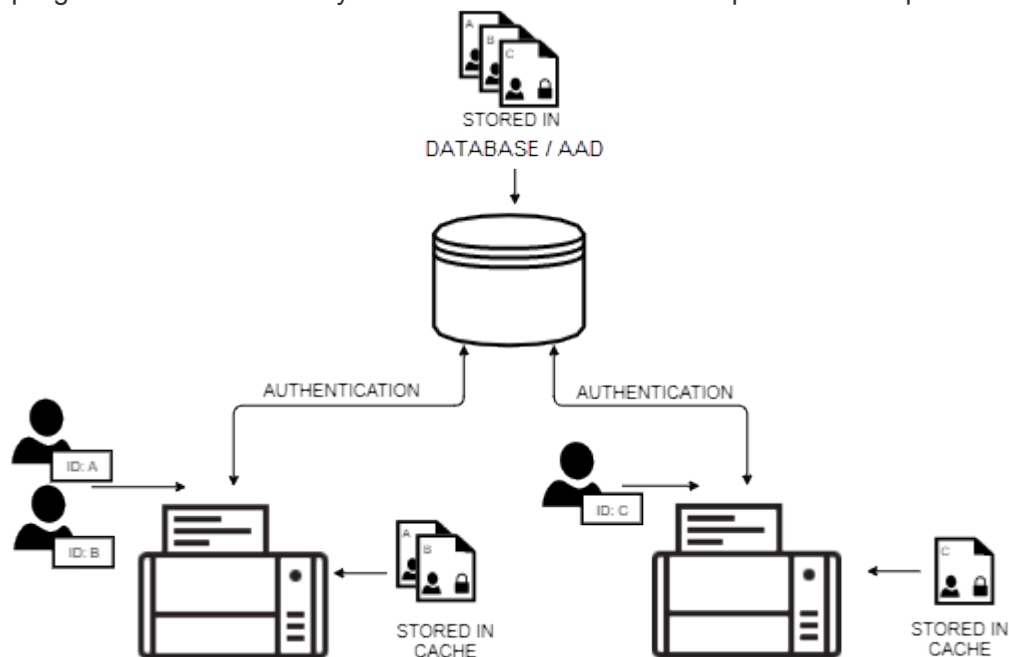 A
B
C
STORED IN
DATABASE / AAD
AUTHENTICATION
AUTHENTICATION
ID: A
ID: B
ID: C
A
B
STORED IN
CACHE
C
STORED IN
CACHE